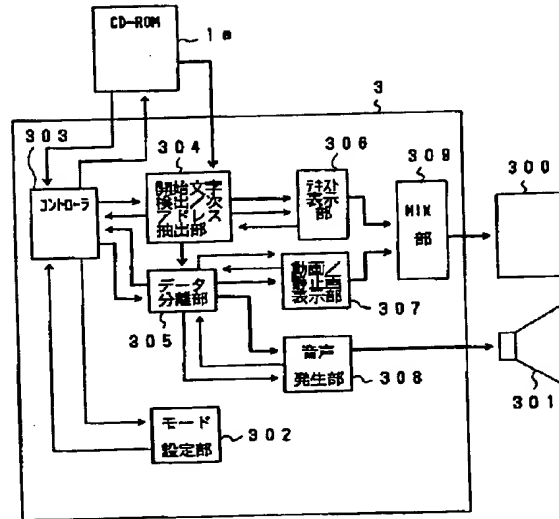 CD-ROM
1a
3
303
304
306
309
300
コントローラ
開始文字
検出/次
アドレス
抽出部
テキスト
表示部
MIX
部
データ
分離部
305
動画/
静止画
表示部
307
音声
発生部
308
301
モード
設定部
302